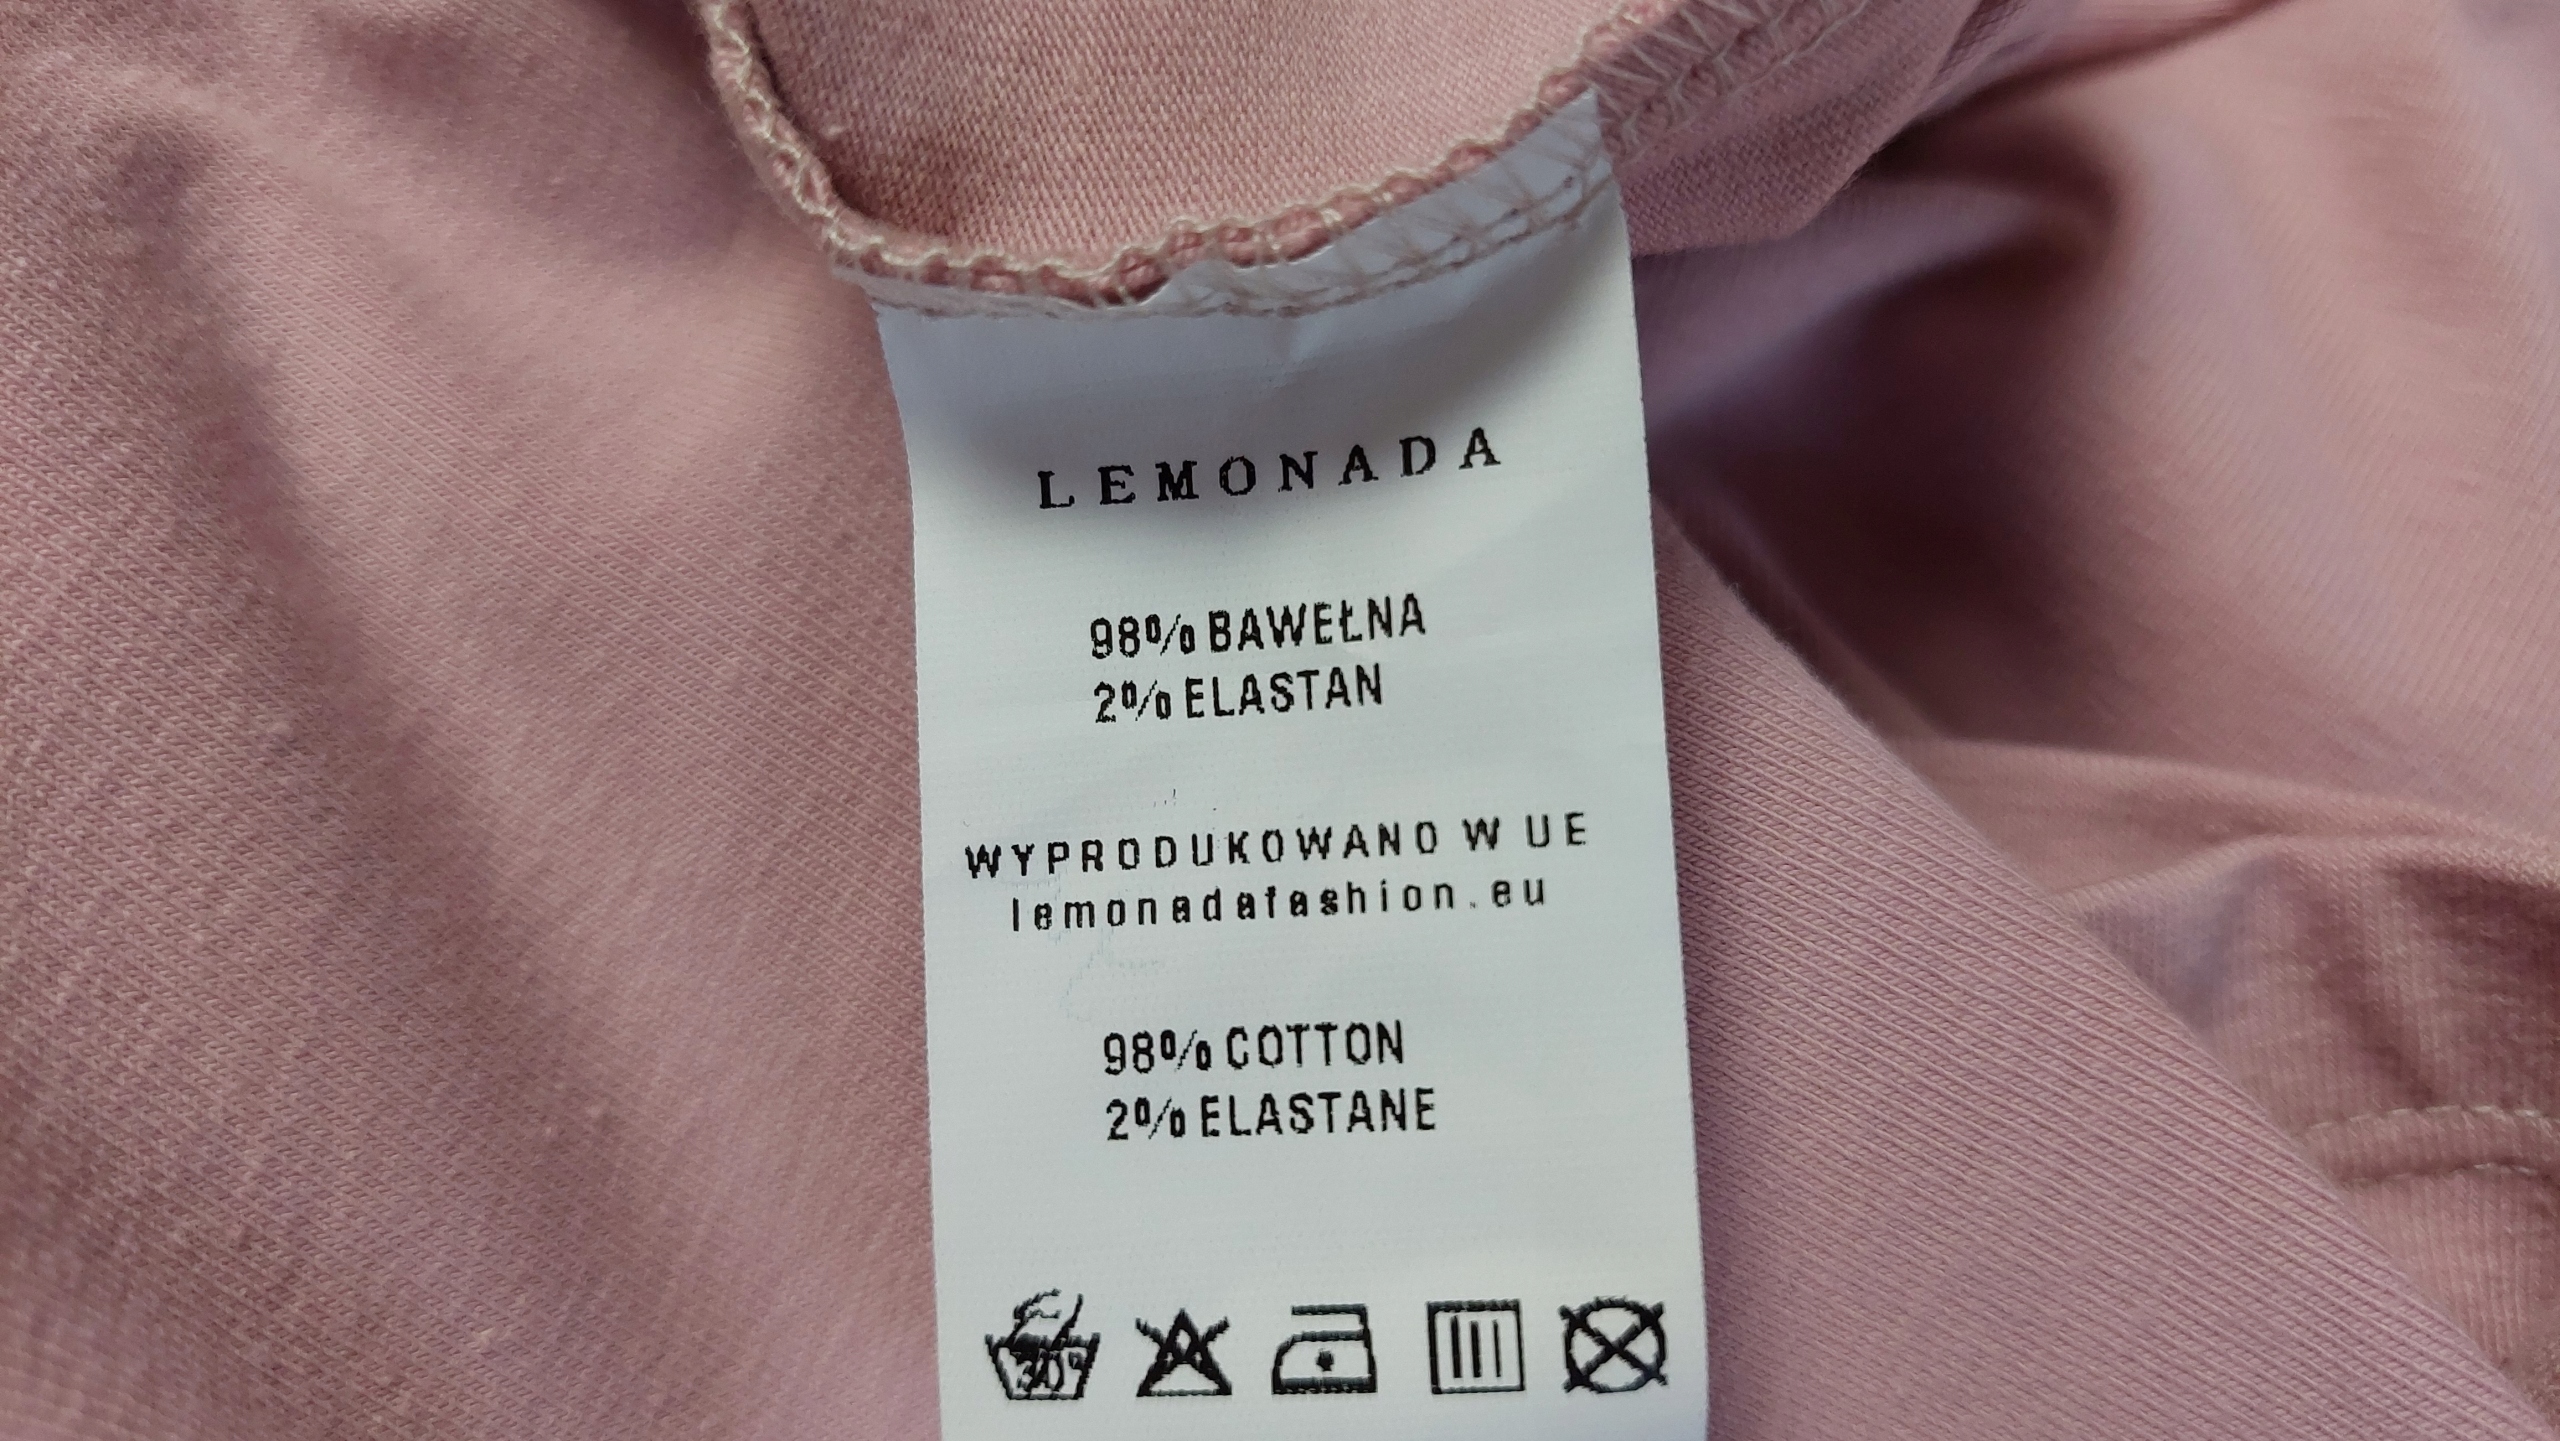 LEMONADA
98% BAWEŁNA
2% ELASTAN
WYPRODUKOWANO W UE
lemonadafashion.eu
98% COTTON
2% ELASTANE
30°